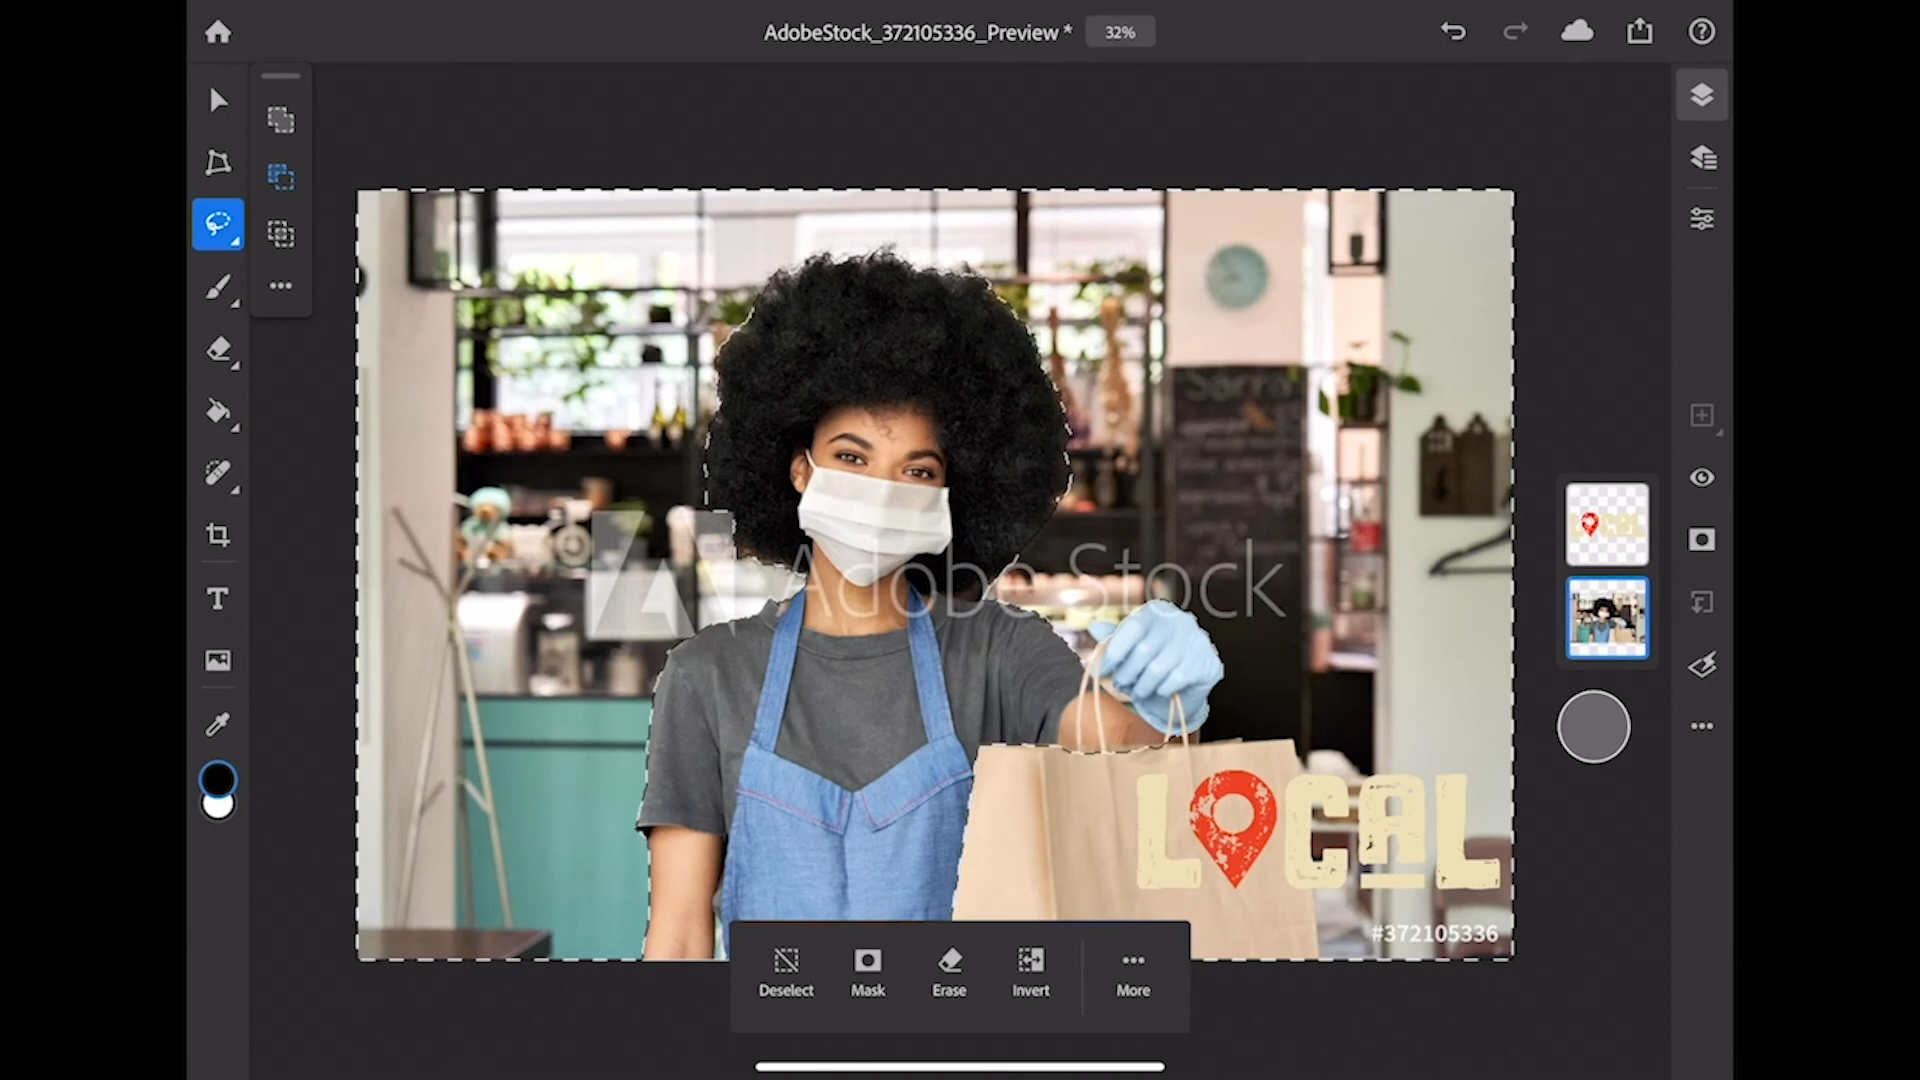 AdobeStock_372105336_Preview *
32%
Adobe Stock
LOCAL
#372105336
Deselect
Mask
Erase
Invert
More